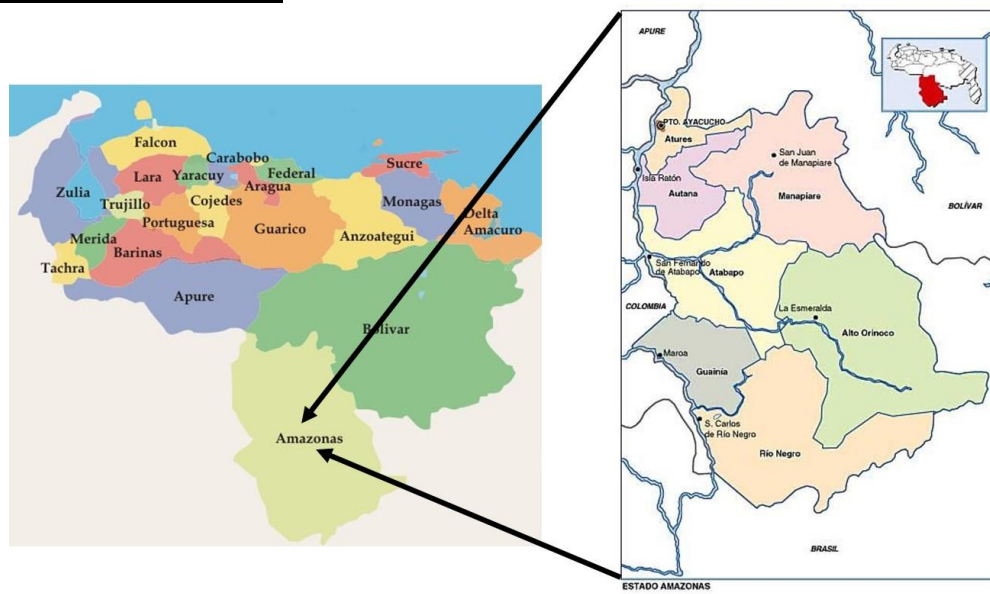 Falcon
Carabobo
Zulia
Lara
Yaracuy
Federal
Aragua
Sucre
Trujillo
Cojedes
Monagas
Portuguesa
Delta
Amacuro
Merida
Guarico
Anzoategui
Barinas
Tachra
Apure
Bolivar
Amazonas
APURE
PTO. AYACUCHO
Atures
San Juan
de Manapiare
Isla Ratón
Autana
Manapiare
BOLÍVAR
San Fernando
de Atabapo
Atabapo
COLOMBIA
La Esmeralda
Alto Orinoco
Maroa
Guainía
S. Carlos
de Río Negro
Río Negro
BRASIL
ESTADO AMAZONAS